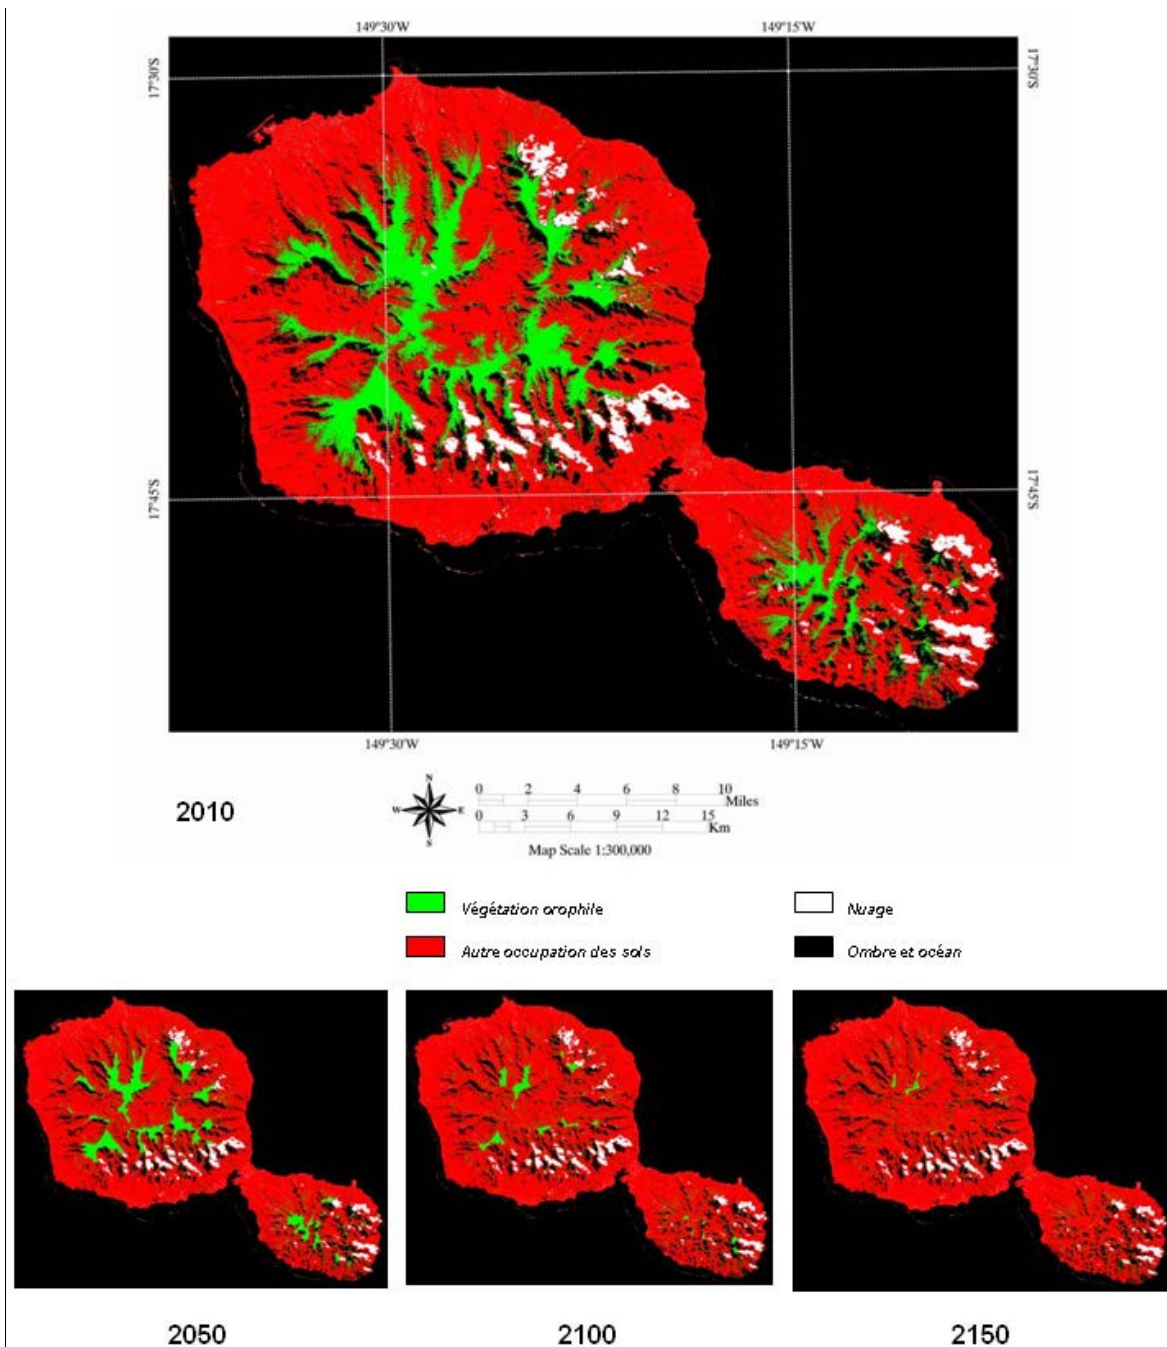 149°30'W 149°15'W
17°30'S 17°30'S
17°45'S 17°45'S
149°30'W 149°15'W
2010
N
W E
S
0 2 4 6 8 10
Miles
0 3 6 9 12 15
Km
Map Scale 1:300,000
Végétation orophile Nuage
Autre occupation des sols Ombre et océan
2050 2100 2150